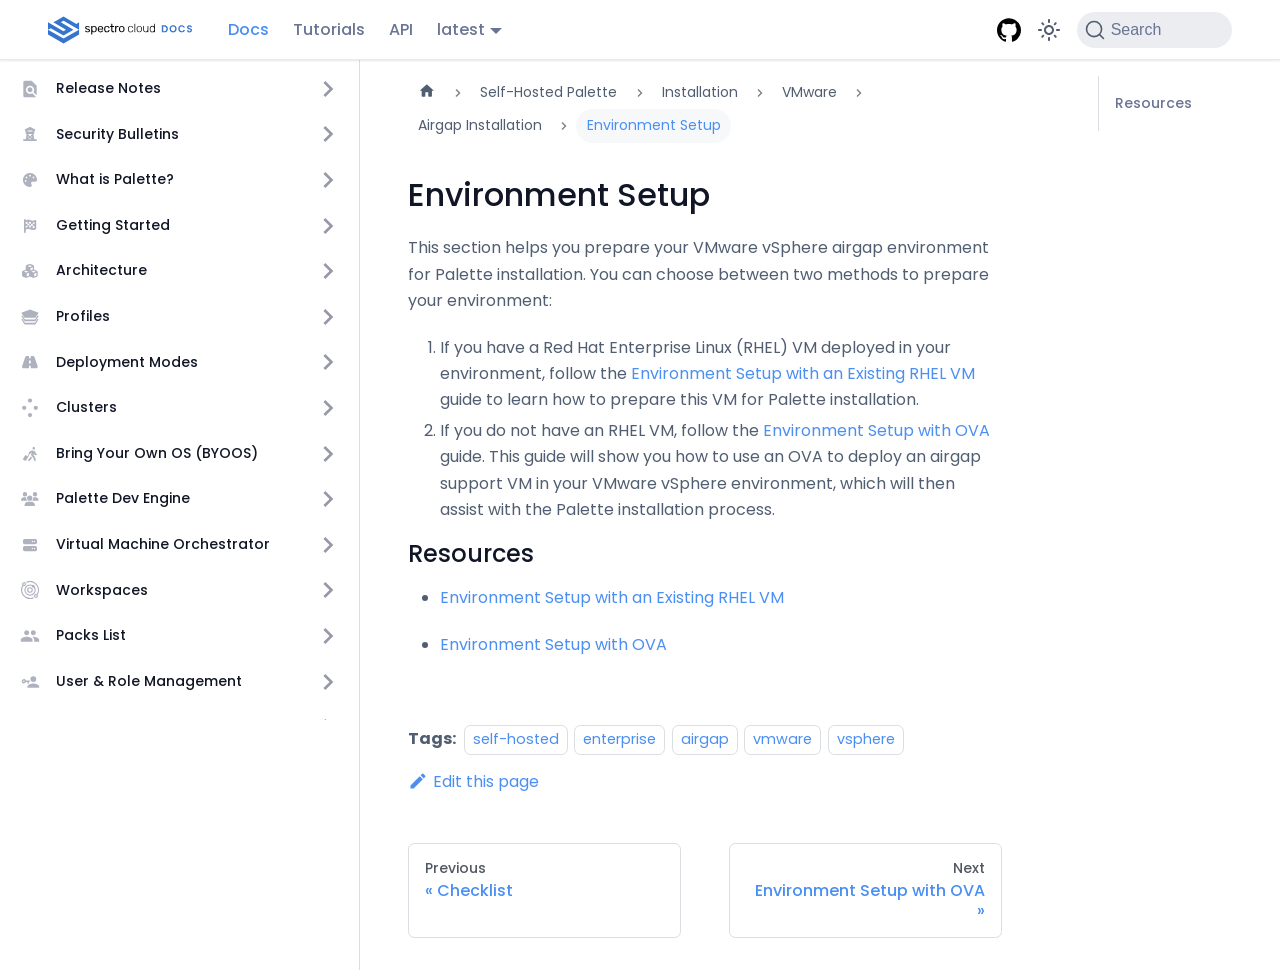 spectro cloud DOCS
Docs
Tutorials
API
latest
Search
Release Notes
Security Bulletins
What is Palette?
Getting Started
Architecture
Profiles
Deployment Modes
Clusters
Bring Your Own OS (BYOOS)
Palette Dev Engine
Virtual Machine Orchestrator
Workspaces
Packs List
User & Role Management
Self-Hosted Palette
Installation
VMware
Airgap Installation
Environment Setup
Environment Setup
This section helps you prepare your VMware vSphere airgap environment
for Palette installation. You can choose between two methods to prepare
your environment:
1. If you have a Red Hat Enterprise Linux (RHEL) VM deployed in your
environment, follow the Environment Setup with an Existing RHEL VM
guide to learn how to prepare this VM for Palette installation.
2. If you do not have an RHEL VM, follow the Environment Setup with OVA
guide. This guide will show you how to use an OVA to deploy an airgap
support VM in your VMware vSphere environment, which will then
assist with the Palette installation process.
Resources
Environment Setup with an Existing RHEL VM
Environment Setup with OVA
Tags: self-hosted enterprise airgap vmware vsphere
Edit this page
Previous
« Checklist
Next
Environment Setup with OVA
»
Resources